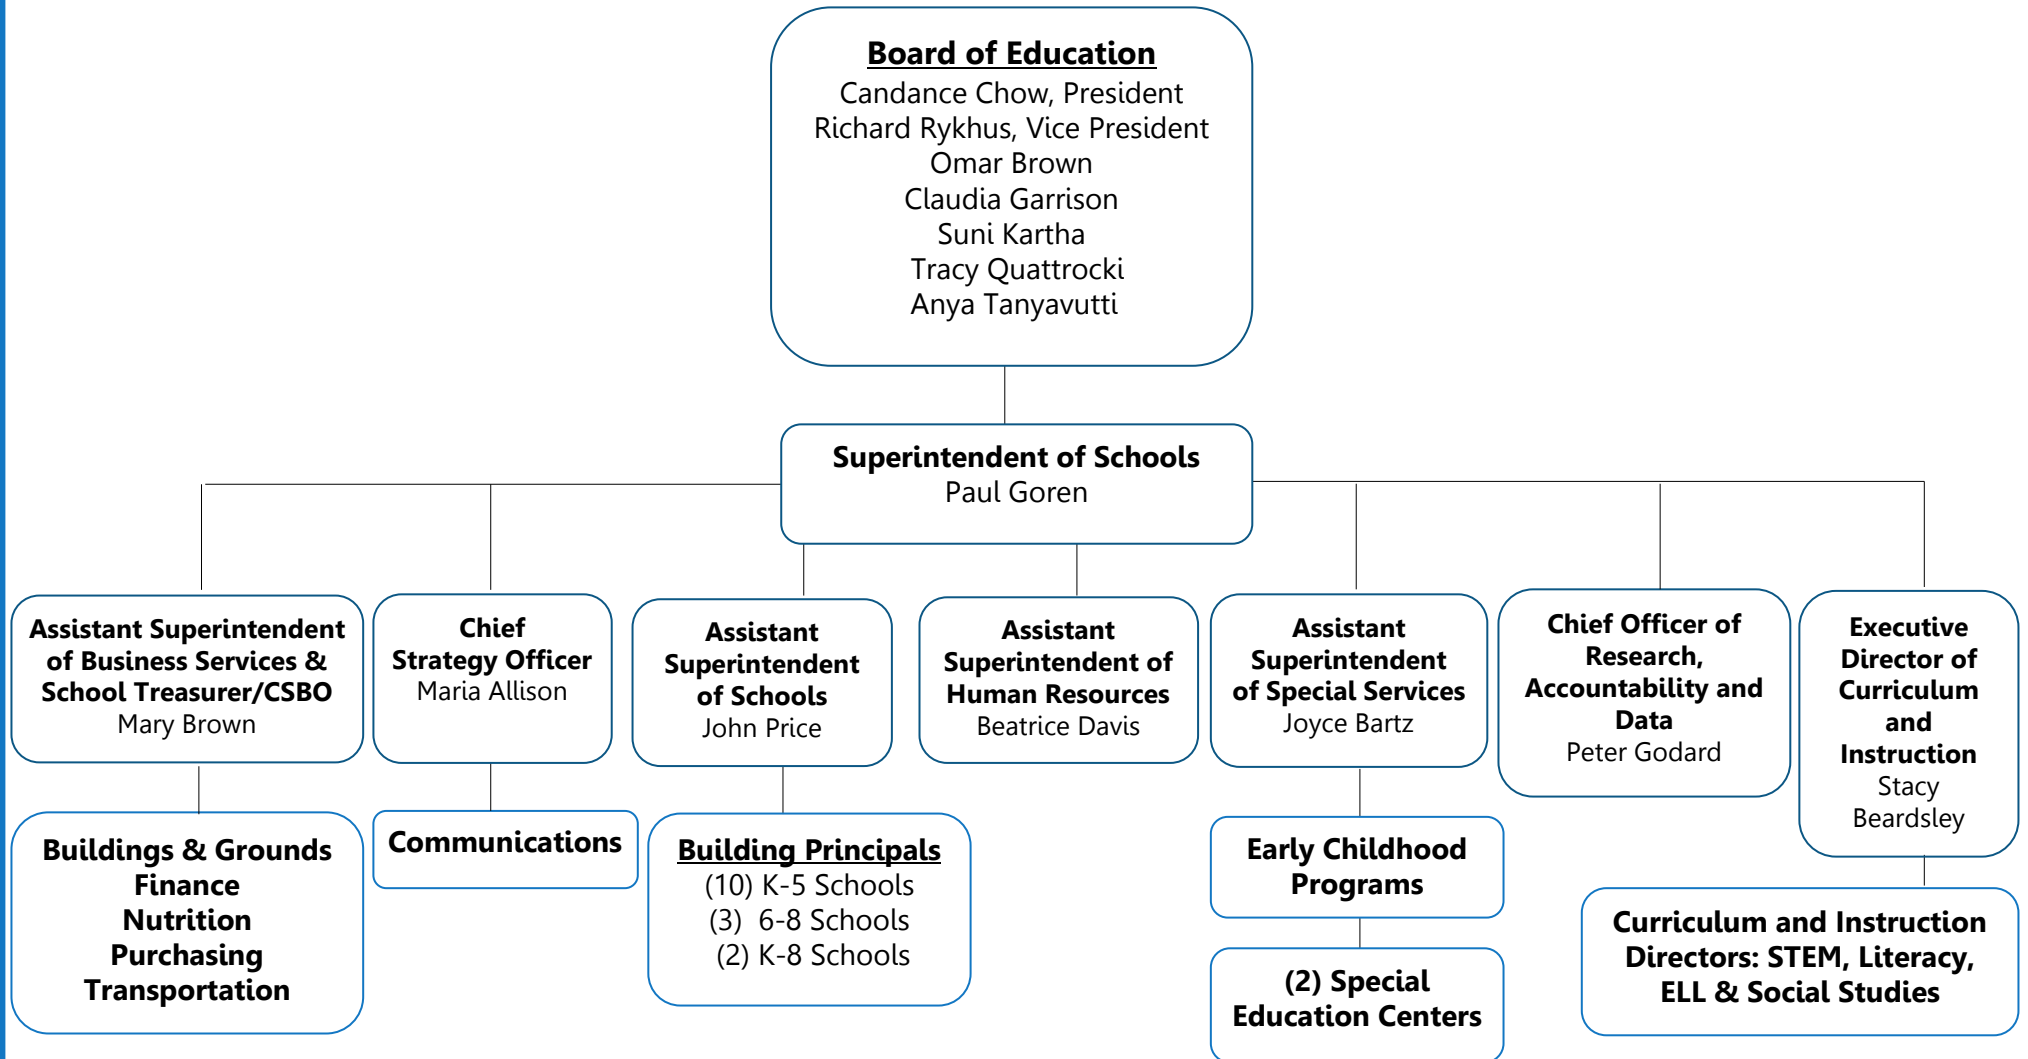 Board of Education
Candance Chow, President
Richard Rykhus, Vice President
Omar Brown
Claudia Garrison
Suni Kartha
Tracy Quattrocki
Anya Tanyavutti
Superintendent of Schools
Paul Goren
Assistant Superintendent
of Business Services &
School Treasurer/CSBO
Mary Brown
Chief
Strategy Officer
Maria Allison
Assistant
Superintendent
of Schools
John Price
Assistant
Superintendent of
Human Resources
Beatrice Davis
Assistant
Superintendent
of Special Services
Joyce Bartz
Chief Officer of
Research,
Accountability and
Data
Peter Godard
Executive
Director of
Curriculum
and
Instruction
Stacy
Beardsley
Buildings & Grounds
Finance
Nutrition
Purchasing
Transportation
Communications
Building Principals
(10) K-5 Schools
(3) 6-8 Schools
(2) K-8 Schools
Early Childhood
Programs
(2) Special
Education Centers
Curriculum and Instruction
Directors: STEM, Literacy,
ELL & Social Studies